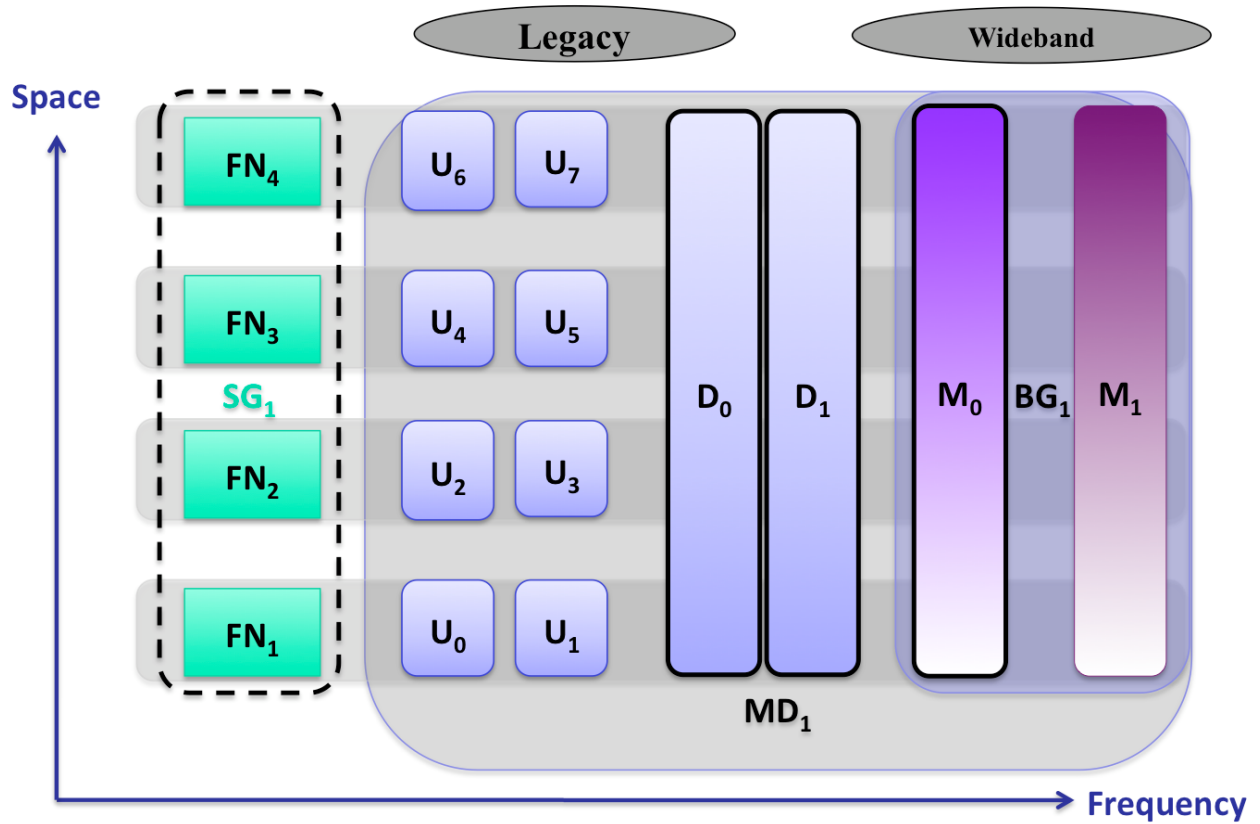 Legacy
Wideband
Space
FN4 U6 U7
FN3 U4 U5
SG1 D0 D1 M0 BG1 M1
FN2 U2 U3
FN1 U0 U1
MD1
Frequency